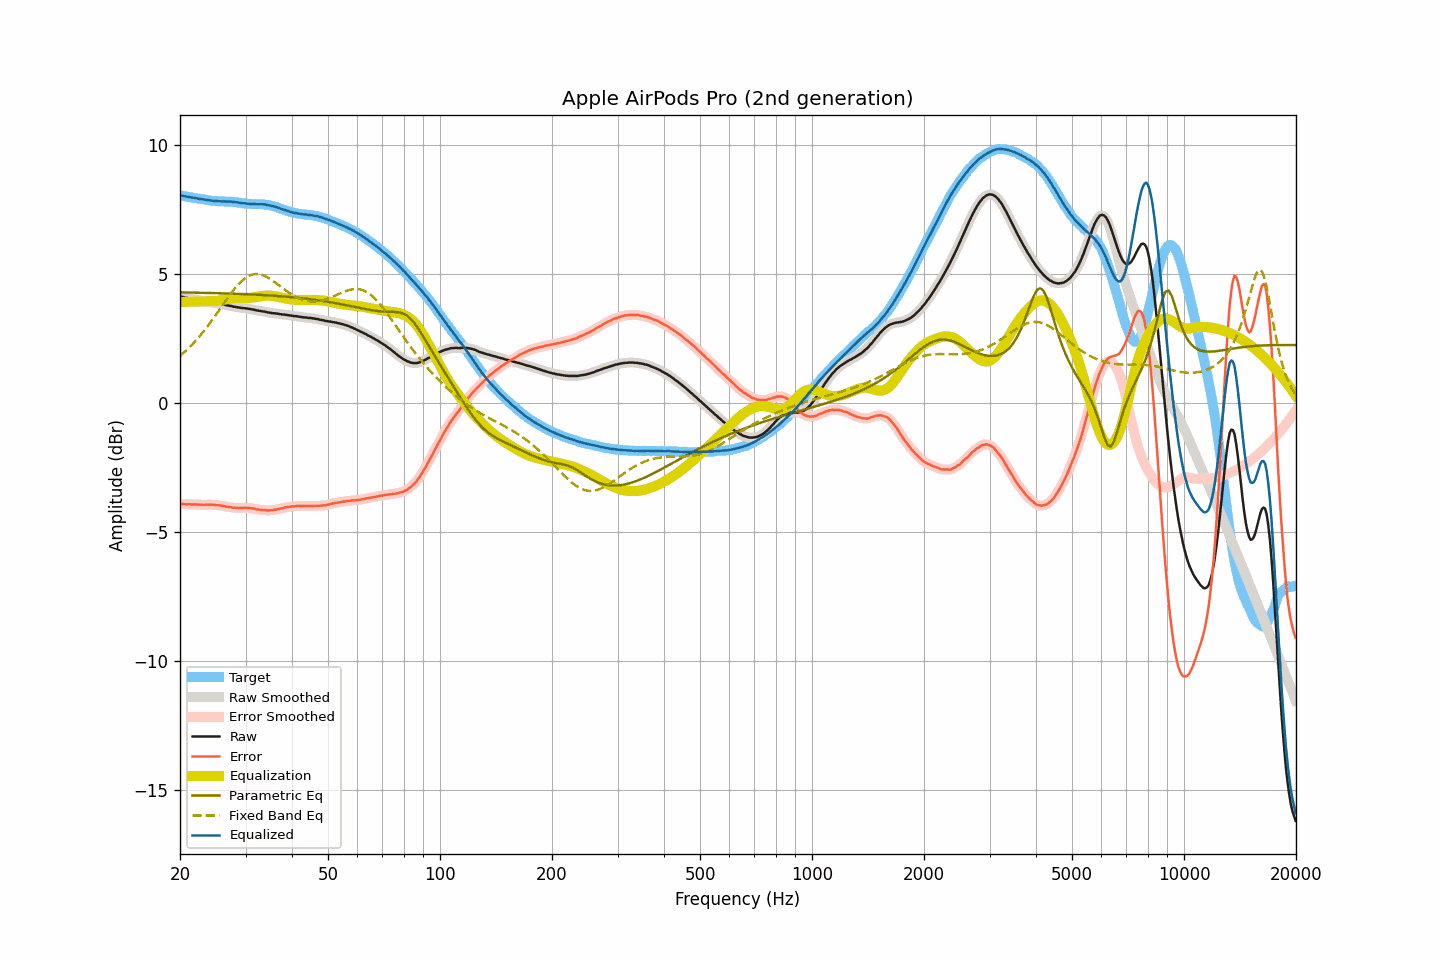 Apple AirPods Pro (2nd generation)
10
5
0
−5
−10
−15
Amplitude (dBr)
Target
Raw Smoothed
Error Smoothed
Raw
Error
Equalization
Parametric Eq
Fixed Band Eq
Equalized
20 50 100 200 500 1000 2000 5000 10000 20000
Frequency (Hz)